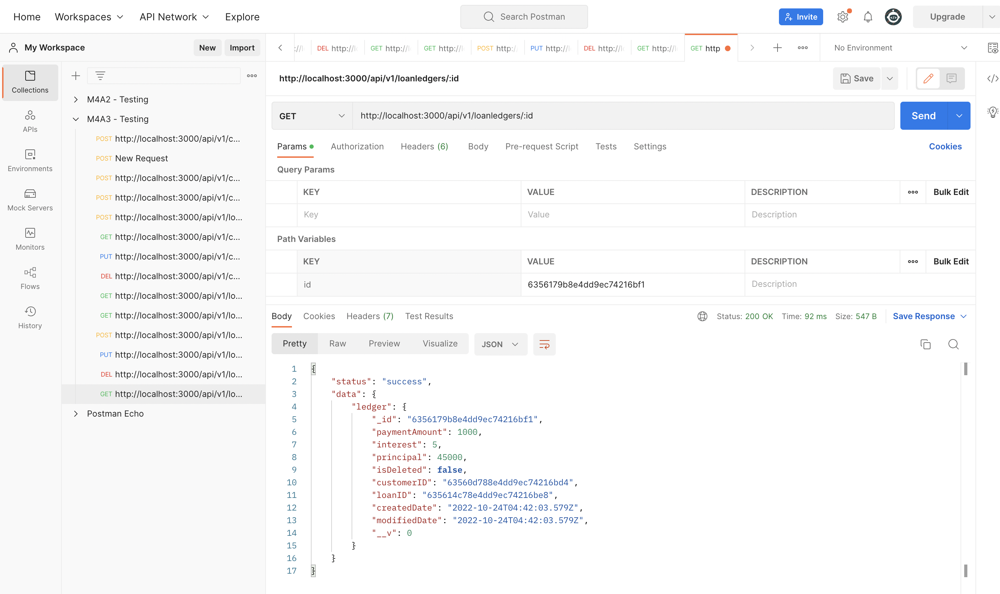 Home Workspaces API Network Explore Search Postman Invite Upgrade
My Workspace New Import
://l DEL http://l GET http://l GET http://l POST http:/ PUT http://l DEL http://l GET http://l GET http No Environment
Collections
APIs
Environments
Mock Servers
Monitors
Flows
History
M4A2 - Testing
M4A3 - Testing
POST http://localhost:3000/api/v1/c...
POST New Request
POST http://localhost:3000/api/v1/c...
POST http://localhost:3000/api/v1/c...
POST http://localhost:3000/api/v1/lo...
GET http://localhost:3000/api/v1/c...
PUT http://localhost:3000/api/v1/c...
DEL http://localhost:3000/api/v1/c...
GET http://localhost:3000/api/v1/lo...
GET http://localhost:3000/api/v1/lo...
POST http://localhost:3000/api/v1/lo...
PUT http://localhost:3000/api/v1/lo...
DEL http://localhost:3000/api/v1/lo...
GET http://localhost:3000/api/v1/lo...
Postman Echo
http://localhost:3000/api/v1/loanledgers/:id Save
GET http://localhost:3000/api/v1/loanledgers/:id Send
Params Authorization Headers (6) Body Pre-request Script Tests Settings Cookies
Query Params
KEY VALUE DESCRIPTION Bulk Edit
Key Value Description
Path Variables
KEY VALUE DESCRIPTION Bulk Edit
id 6356179b8e4dd9ec74216bf1 Description
Body Cookies Headers (7) Test Results Status: 200 OK Time: 92 ms Size: 547 B Save Response
Pretty Raw Preview Visualize JSON
1 {
2 "status": "success",
3 "data": {
4 "ledger": {
5 "_id": "6356179b8e4dd9ec74216bf1",
6 "paymentAmount": 1000,
7 "interest": 5,
8 "principal": 45000,
9 "isDeleted": false,
10 "customerID": "63560d788e4dd9ec74216bd4",
11 "loanID": "635614c78e4dd9ec74216be8",
12 "createdDate": "2022-10-24T04:42:03.579Z",
13 "modifiedDate": "2022-10-24T04:42:03.579Z",
14 "__v": 0
15 }
16 }
17 }